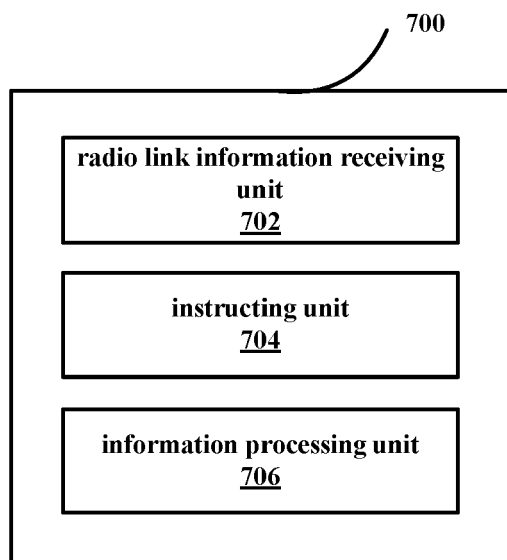 700
radio link information receiving
unit
702
instructing unit
704
information processing unit
706